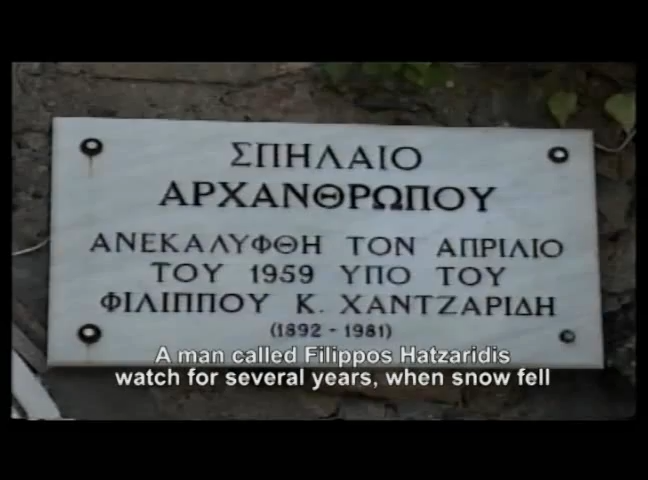 ΣΠΗΛΑΙΟ
ΑΡΧΑΝΘΡΩΠΟΥ
ΑΝΕΚΑΛΥΦΘΗ ΤΟΝ ΑΠΡΙΛΙΟ
ΤΟΥ 1959 ΥΠΟ ΤΟΥ
ΦΙΛΙΠΠΟΥ Κ. ΧΑΝΤΖΑΡΙΔΗ
(1892 - 1981)
A man called Filippos Hatzaridis
watch for several years, when snow fell